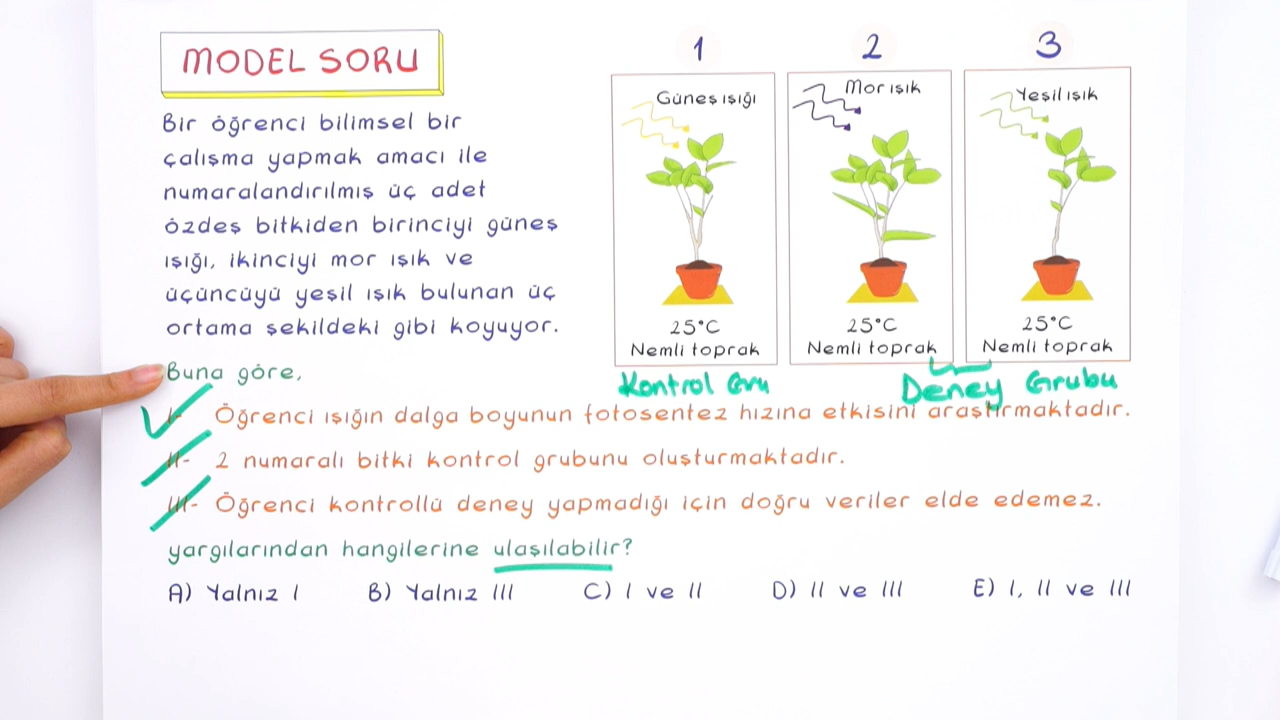 MODEL SORU
Bir öğrenci bilimsel bir
çalışma yapmak amacı ile
numaralandırılmış üç adet
özdeş bitkiden birinciyi güneş
ışığı, ikinciyi mor ışık ve
üçüncüyü yeşil ışık bulunan üç
ortama şekildeki gibi koyuyor.
1
Güneş ışığı
25°C
Nemli toprak
2
Mor ışık
25°C
Nemli toprak
3
Yeşil ışık
25°C
Nemli toprak
Kontrol Gru
Deney Grubu
Buna göre,
I- Öğrenci ışığın dalga boyunun fotosentez hızına etkisini araştırmaktadır.
II- 2 numaralı bitki kontrol grubunu oluşturmaktadır.
III- Öğrenci kontrollü deney yapmadığı için doğru veriler elde edemez.
yargılarından hangilerine ulaşılabilir?
A) Yalnız I
B) Yalnız III
C) I ve II
D) II ve III
E) I, II ve III